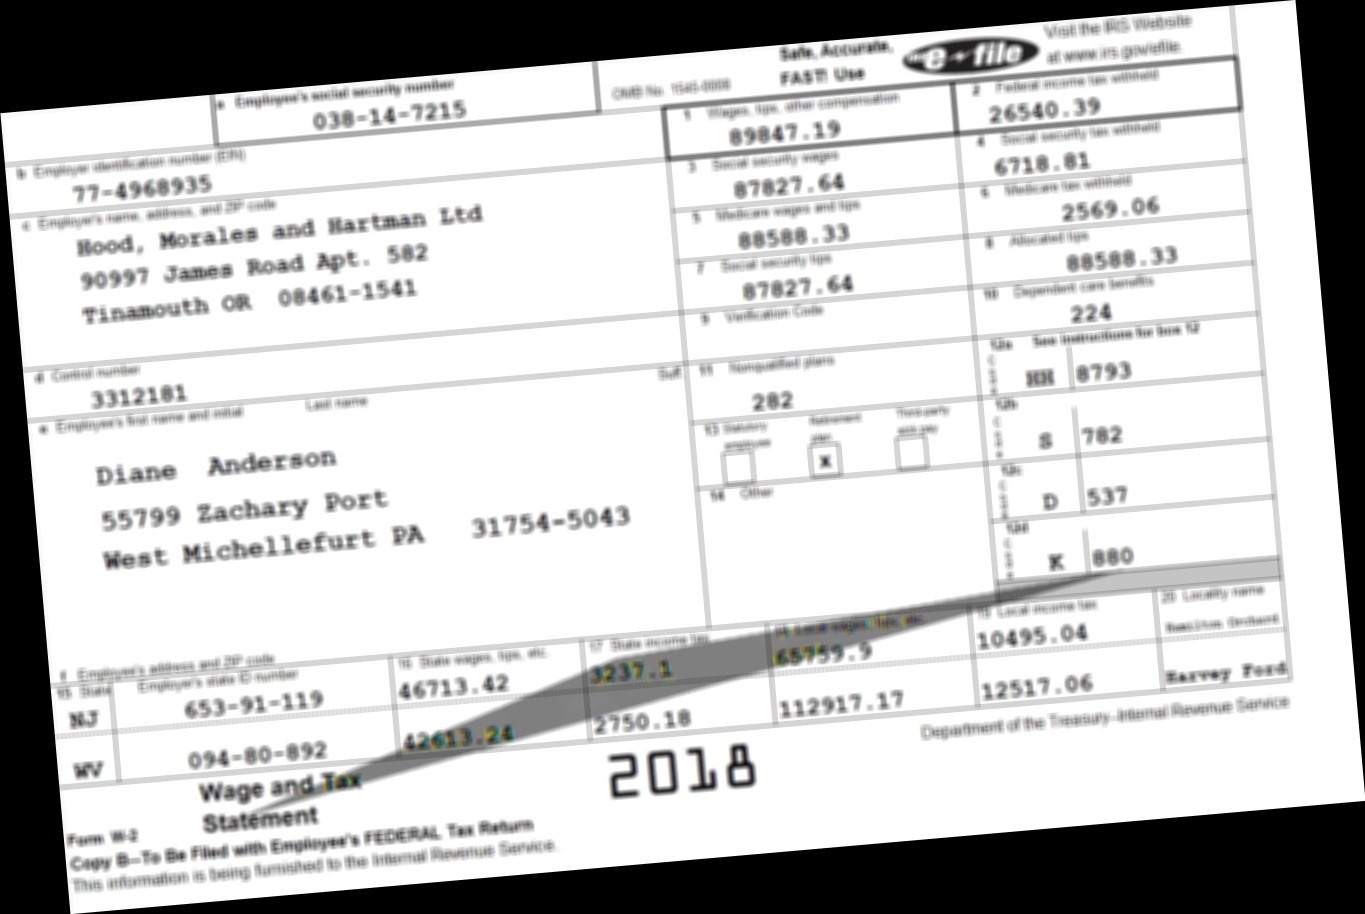 a Employee's social security number
038-14-7215
OMB No. 1545-0008
Safe, Accurate,
FAST! Use
e file
Visit the IRS Website
at www.irs.gov/efile.
b Employer identification number (EIN)
77-4968935
1 Wages, tips, other compensation
89847.19
2 Federal income tax withheld
26540.39
c Employer's name, address, and ZIP code
Hood, Morales and Hartman Ltd
90997 James Road Apt. 582
Tinamouth OR 08461-1541
3 Social security wages
87827.64
4 Social security tax withheld
6718.81
5 Medicare wages and tips
88588.33
6 Medicare tax withheld
2569.06
7 Social security tips
87827.64
8 Allocated tips
88588.33
d Control number
3312181
9 Verification Code
10 Dependent care benefits
224
e Employee's first name and initial
Last name
Suff.
Diane Anderson
55799 Zachary Port
West Michellefurt PA 31754-5043
11 Nonqualified plans
282
12a See instructions for box 12
HH 8793
13 Statutory employee
Retirement plan
Third-party sick pay
x
12b
S 782
14 Other
12c
D 537
12d
K 880
f Employee's address and ZIP code
15 State
Employer's state ID number
16 State wages, tips, etc.
17 State income tax
18 Local wages, tips, etc.
19 Local income tax
20 Locality name
NJ 653-91-119 46713.42 3237.1 65759.9 10495.04
WV 094-80-892 42613.24 2750.18 112917.17 12517.06 Harvey Ford
Form W-2
Wage and Tax
Statement
2018
Department of the Treasury-Internal Revenue Service
Copy B-To Be Filed with Employee's FEDERAL Tax Return
This information is being furnished to the Internal Revenue Service.